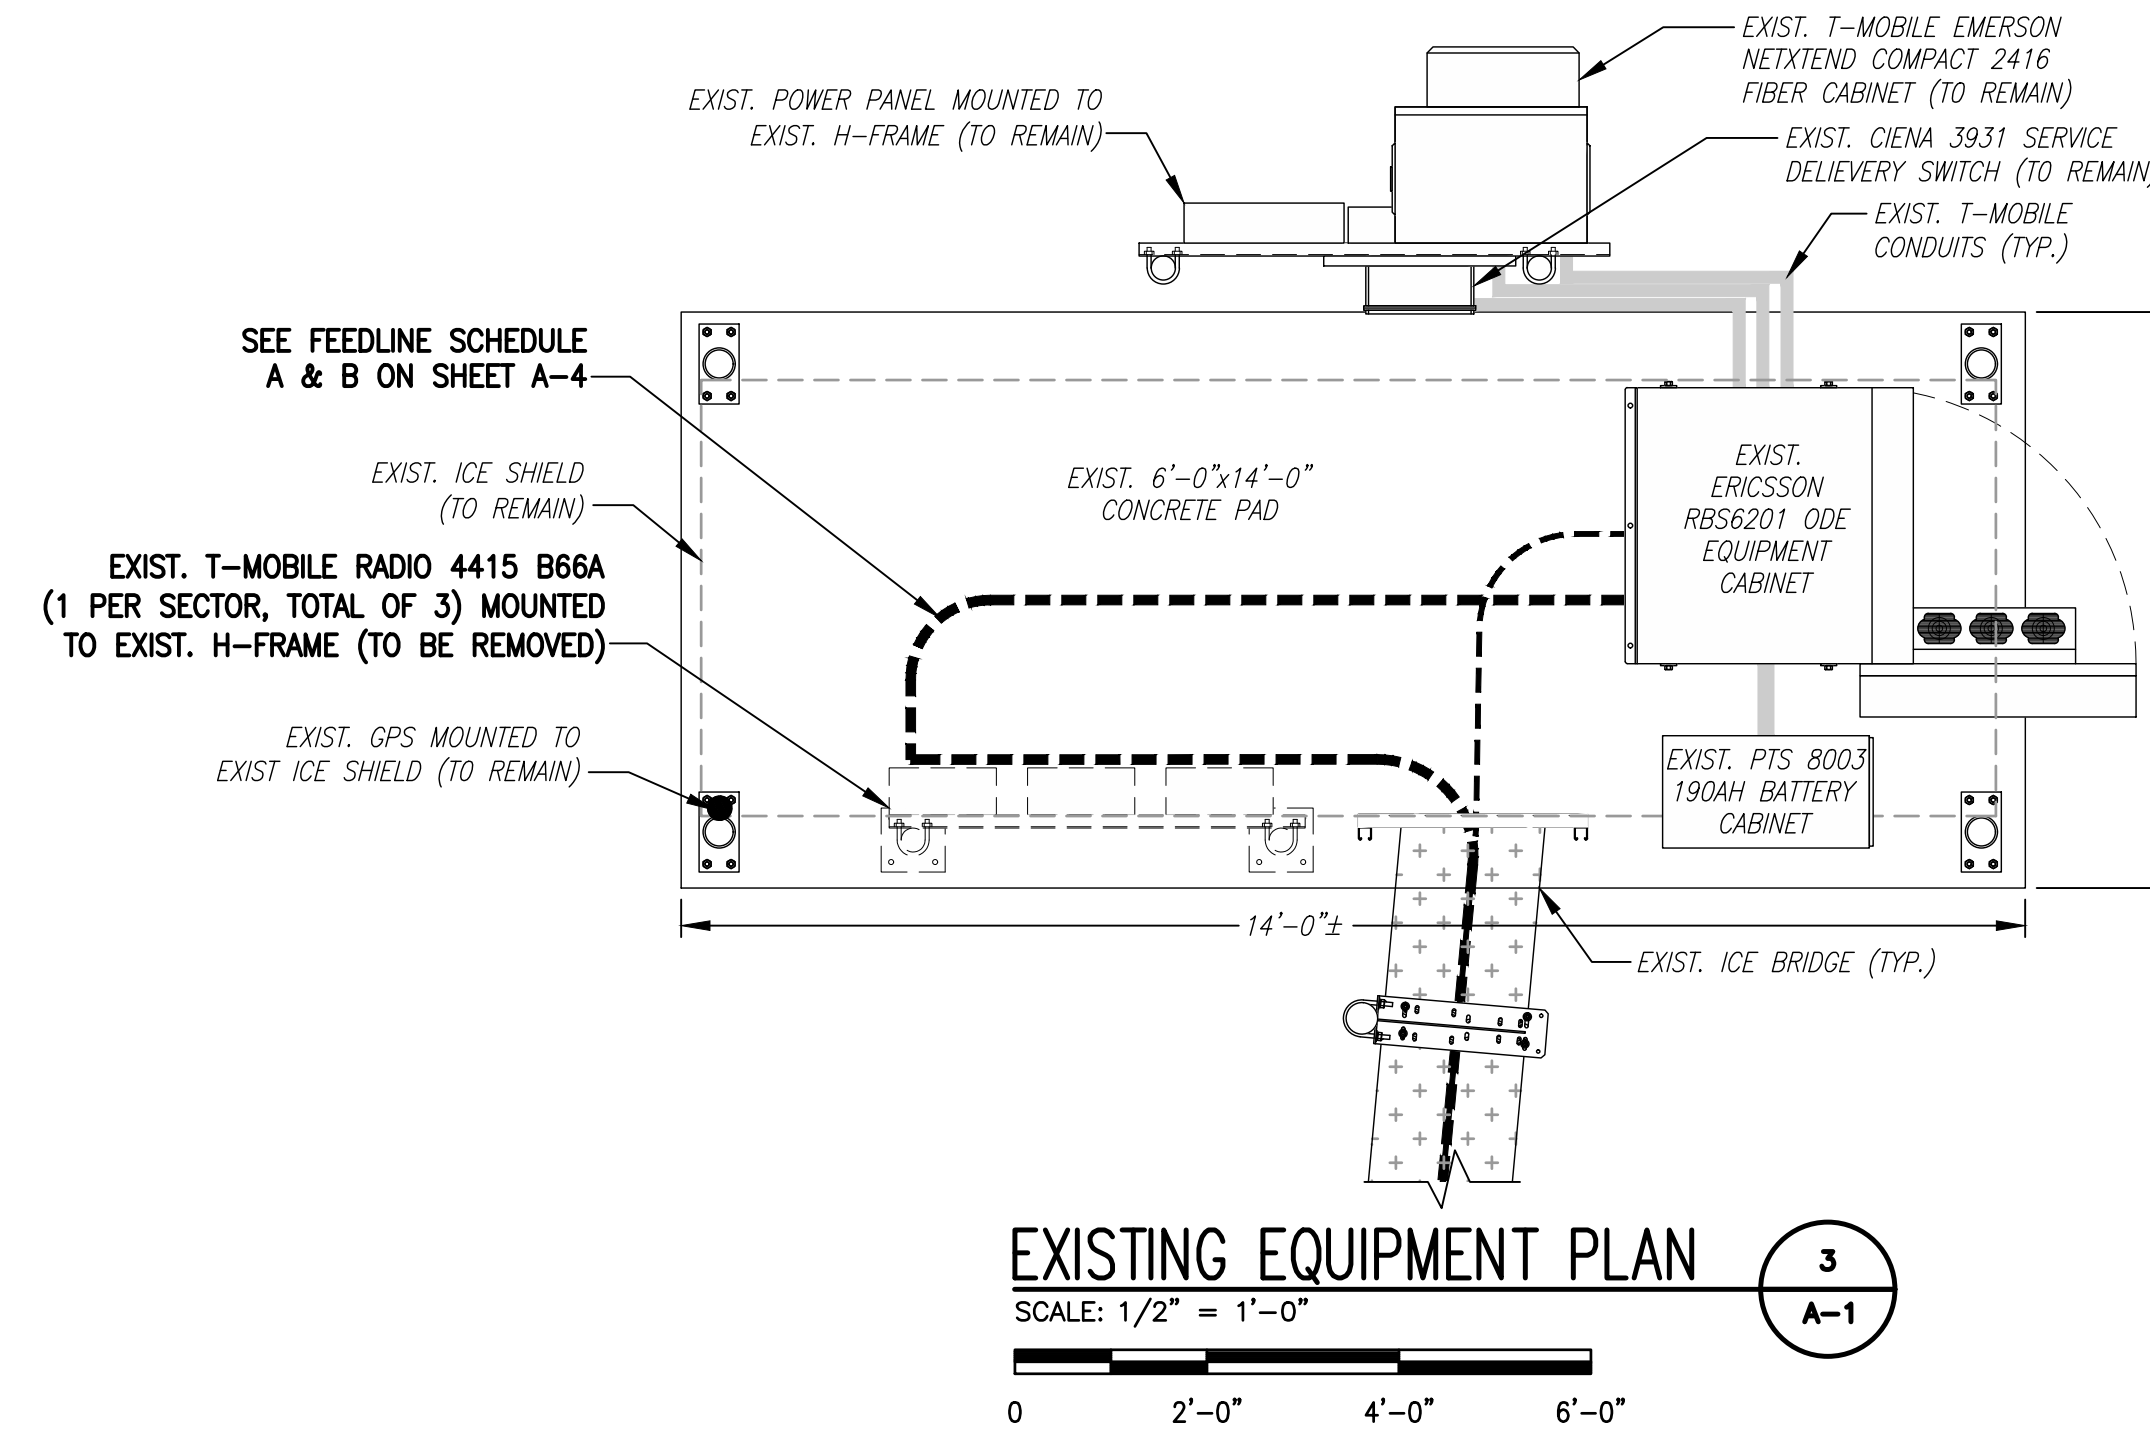 EXIST. T-MOBILE EMERSON
NETXTEND COMPACT 2416
FIBER CABINET (TO REMAIN)
EXIST. POWER PANEL MOUNTED TO
EXIST. H-FRAME (TO REMAIN)
EXIST. CIENA 3931 SERVICE
DELIEVERY SWITCH (TO REMAIN)
EXIST. T-MOBILE
CONDUITS (TYP.)
SEE FEEDLINE SCHEDULE
A & B ON SHEET A-4
EXIST. ICE SHIELD
(TO REMAIN)
EXIST. 6'-0"x14'-0"
CONCRETE PAD
EXIST.
ERICSSON
RBS6201 ODE
EQUIPMENT
CABINET
EXIST. T-MOBILE RADIO 4415 B66A
(1 PER SECTOR, TOTAL OF 3) MOUNTED
TO EXIST. H-FRAME (TO BE REMOVED)
EXIST. GPS MOUNTED TO
EXIST ICE SHIELD (TO REMAIN)
EXIST. PTS 8003
190AH BATTERY
CABINET
14'-0"±
EXIST. ICE BRIDGE (TYP.)
EXISTING EQUIPMENT PLAN
3
A-1
SCALE: 1/2" = 1'-0"
0 2'-0" 4'-0" 6'-0"